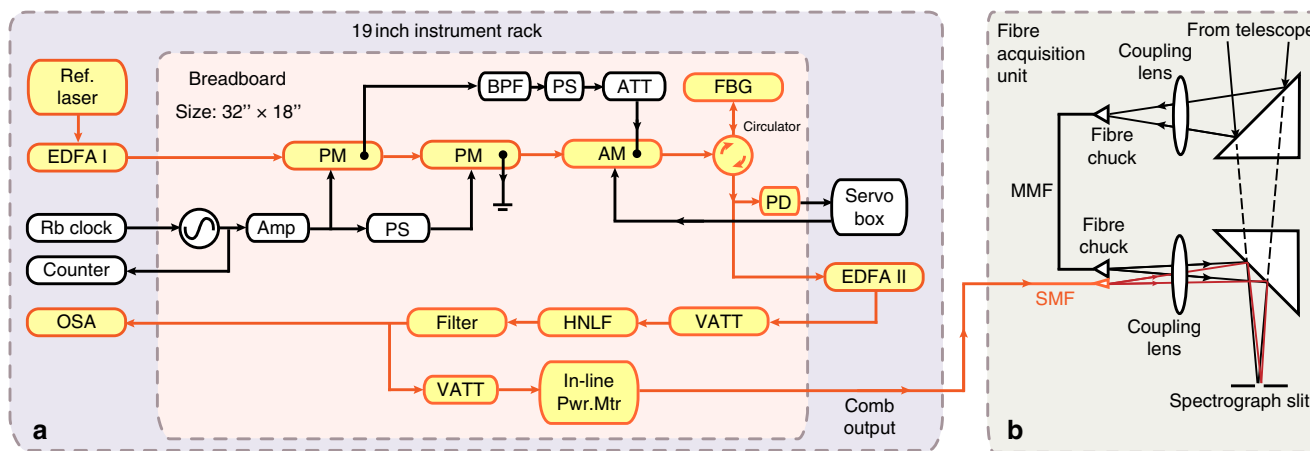 19 inch instrument rack
Ref.
laser
Breadboard
Size: 32’’ × 18’’
BPF
PS
ATT
FBG
Circulator
EDFA I
PM
PM
AM
PD
Servo
box
Rb clock
Amp
PS
Counter
EDFA II
OSA
Filter
HNLF
VATT
VATT
In-line
Pwr.Mtr
Comb
output
a
Fibre
acquisition
unit
Coupling
lens
From telescope
Fibre
chuck
MMF
Fibre
chuck
SMF
Coupling
lens
Spectrograph slit
b